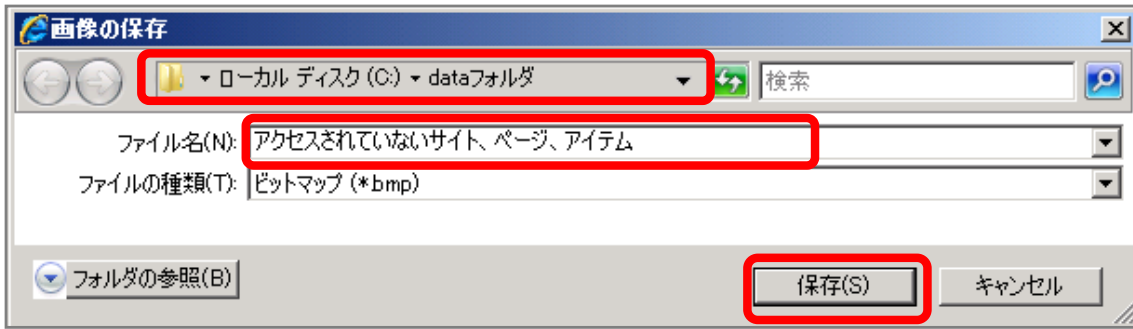 画像の保存
ローカル ディスク (C:) dataフォルダ 検索
ファイル名(N): アクセスされていないサイト、ページ、アイテム
ファイルの種類(T): ビットマップ (*bmp)
フォルダの参照(B) 保存(S) キャンセル